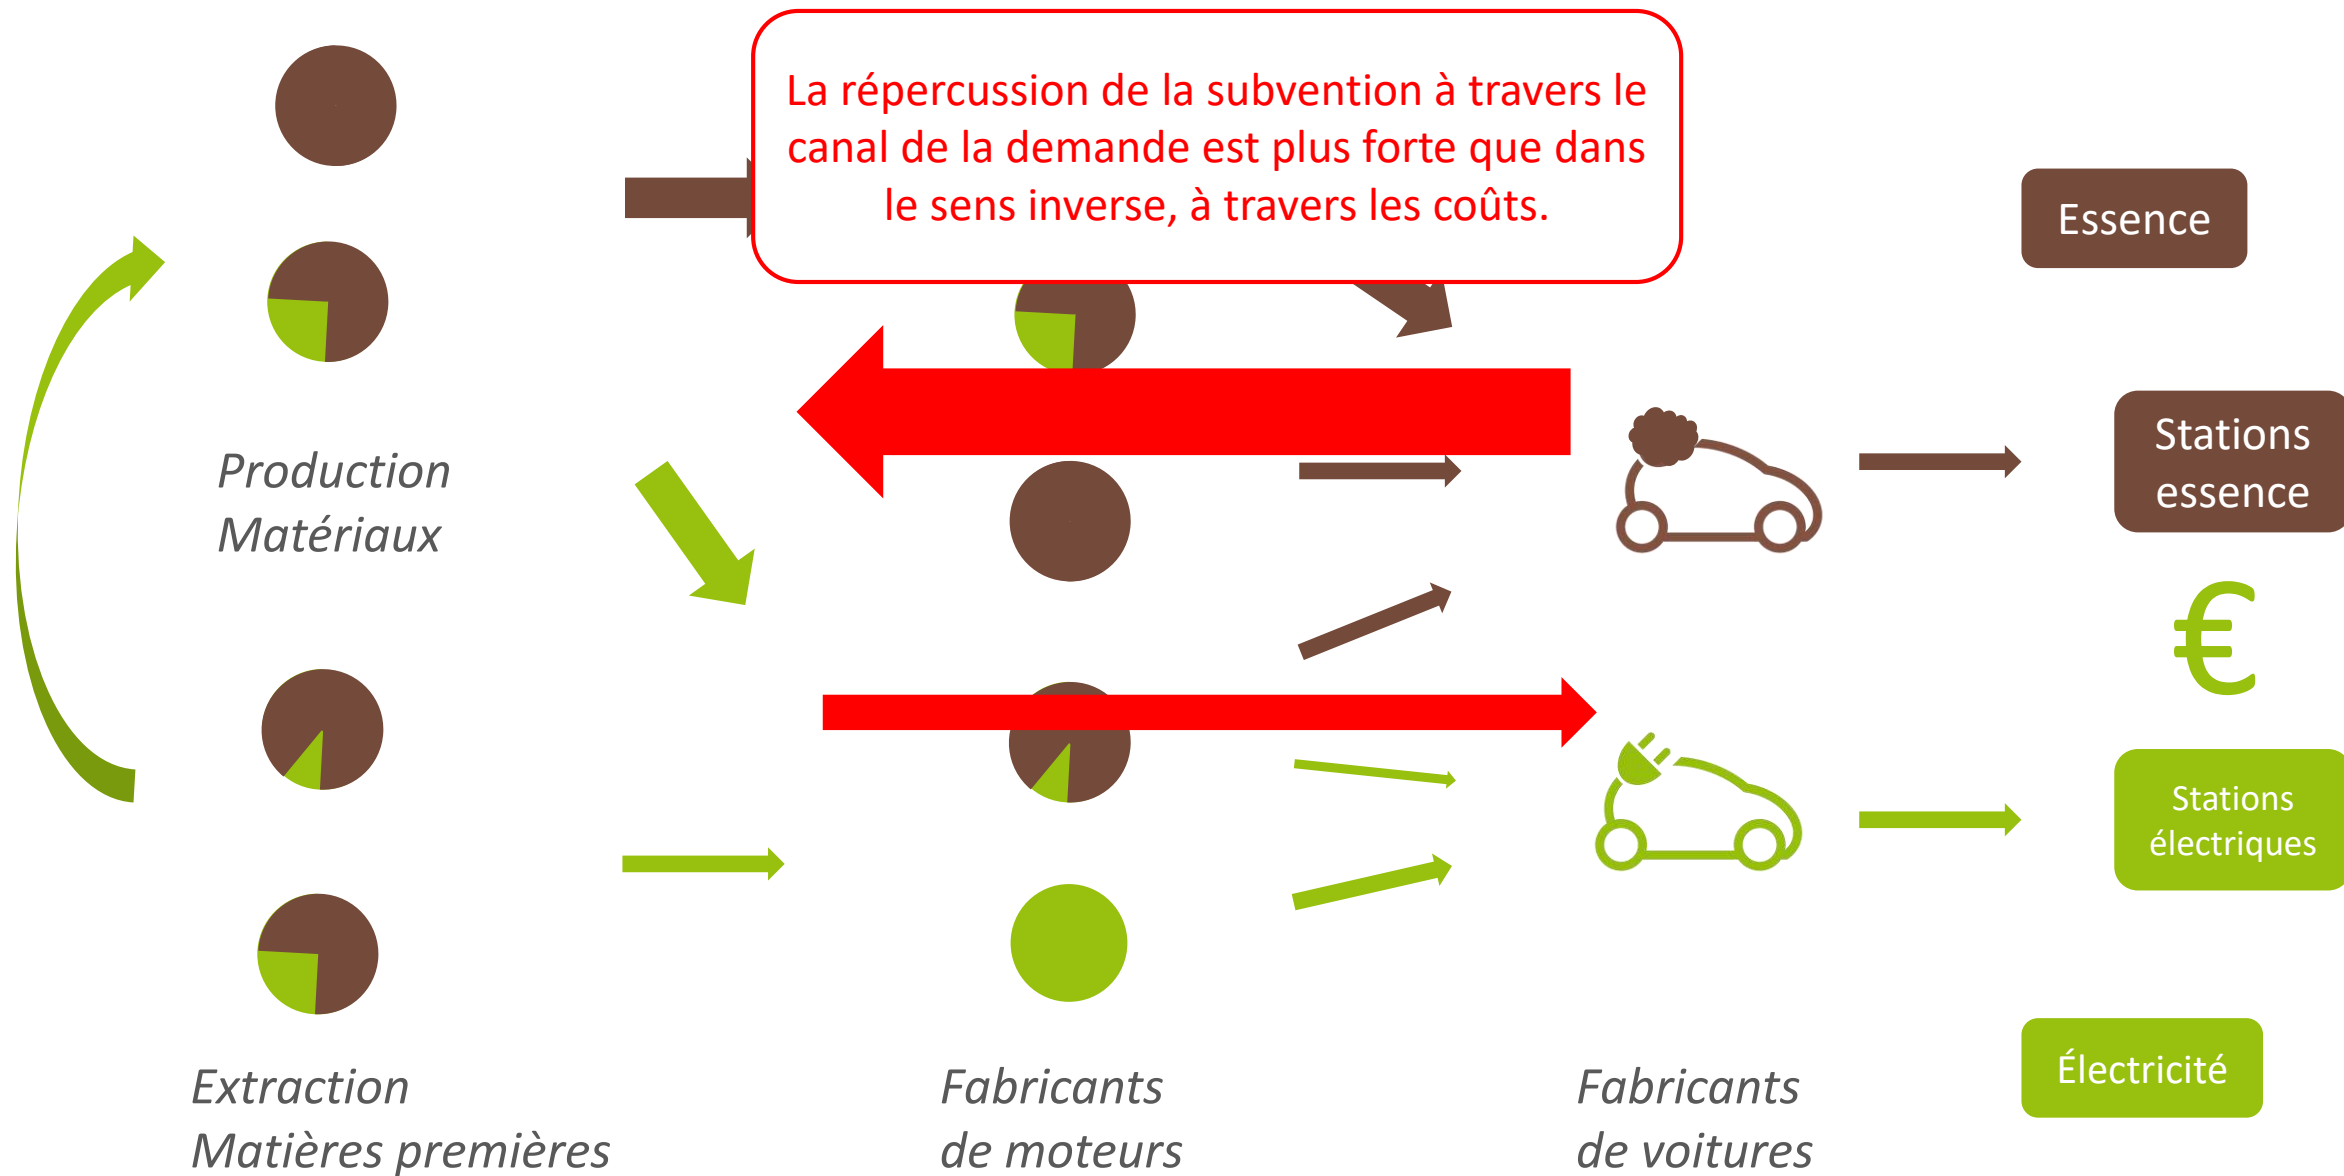 La répercussion de la subvention à travers le
canal de la demande est plus forte que dans
le sens inverse, à travers les coûts.
Essence
Production
Matériaux
Stations
essence
€
Stations
électriques
Électricité
Extraction
Matières premières
Fabricants
de moteurs
Fabricants
de voitures